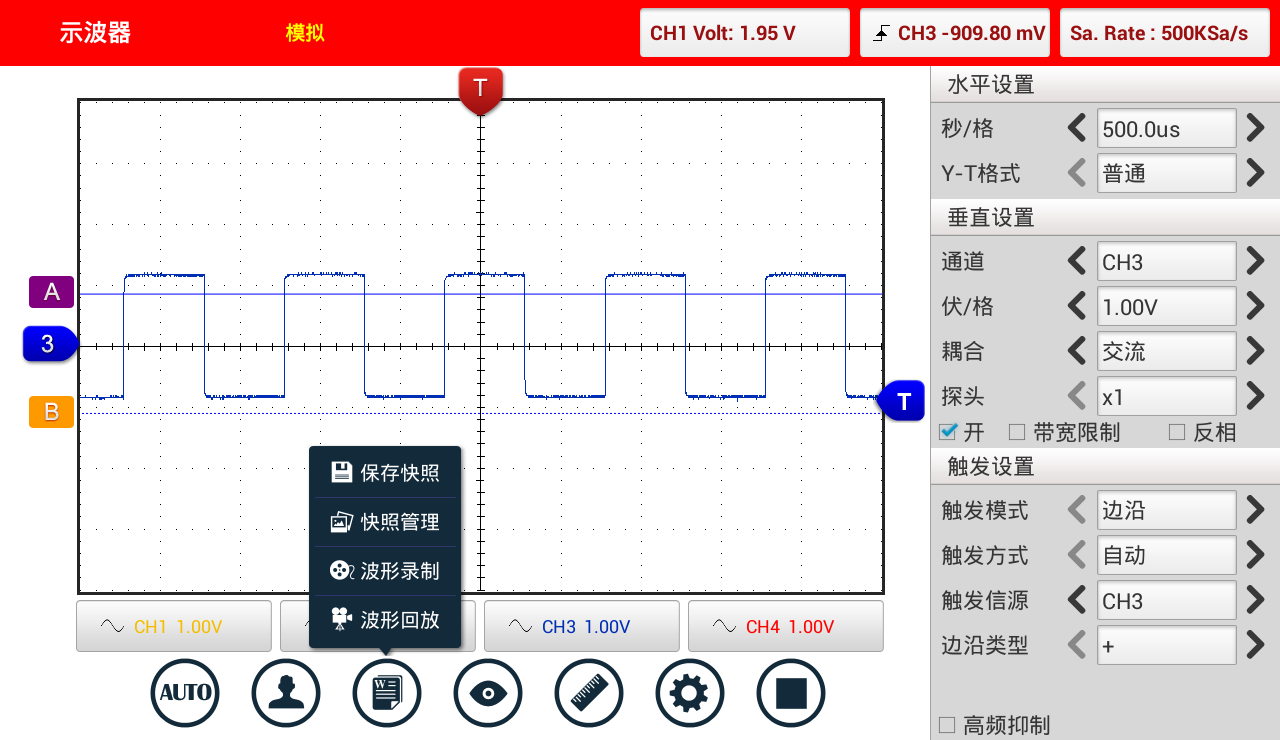 示波器
模拟
CH1 Volt: 1.95 V
CH3 -909.80 mV
Sa. Rate : 500KSa/s
T
A
3
B
T
水平设置
秒/格 500.0us
Y-T格式 普通
垂直设置
通道 CH3
伏/格 1.00V
耦合 交流
探头 x1
开 带宽限制 反相
触发设置
触发模式 边沿
触发方式 自动
触发信源 CH3
边沿类型 +
高频抑制
保存快照
快照管理
波形录制
波形回放
CH1 1.00V
CH3 1.00V
CH4 1.00V
AUTO
W